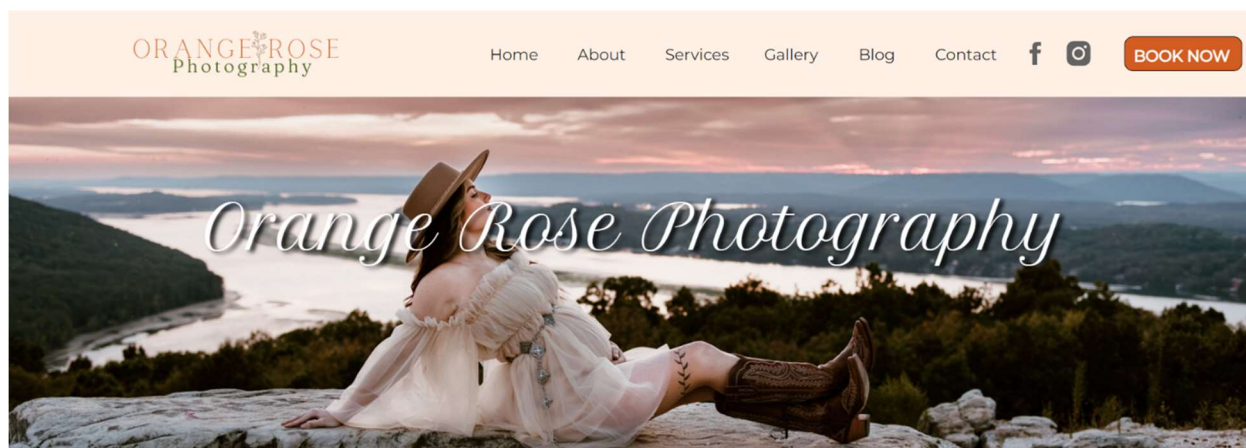 ORANGE ROSE
Photography
Home About Services Gallery Blog Contact BOOK NOW
Orange Rose Photography